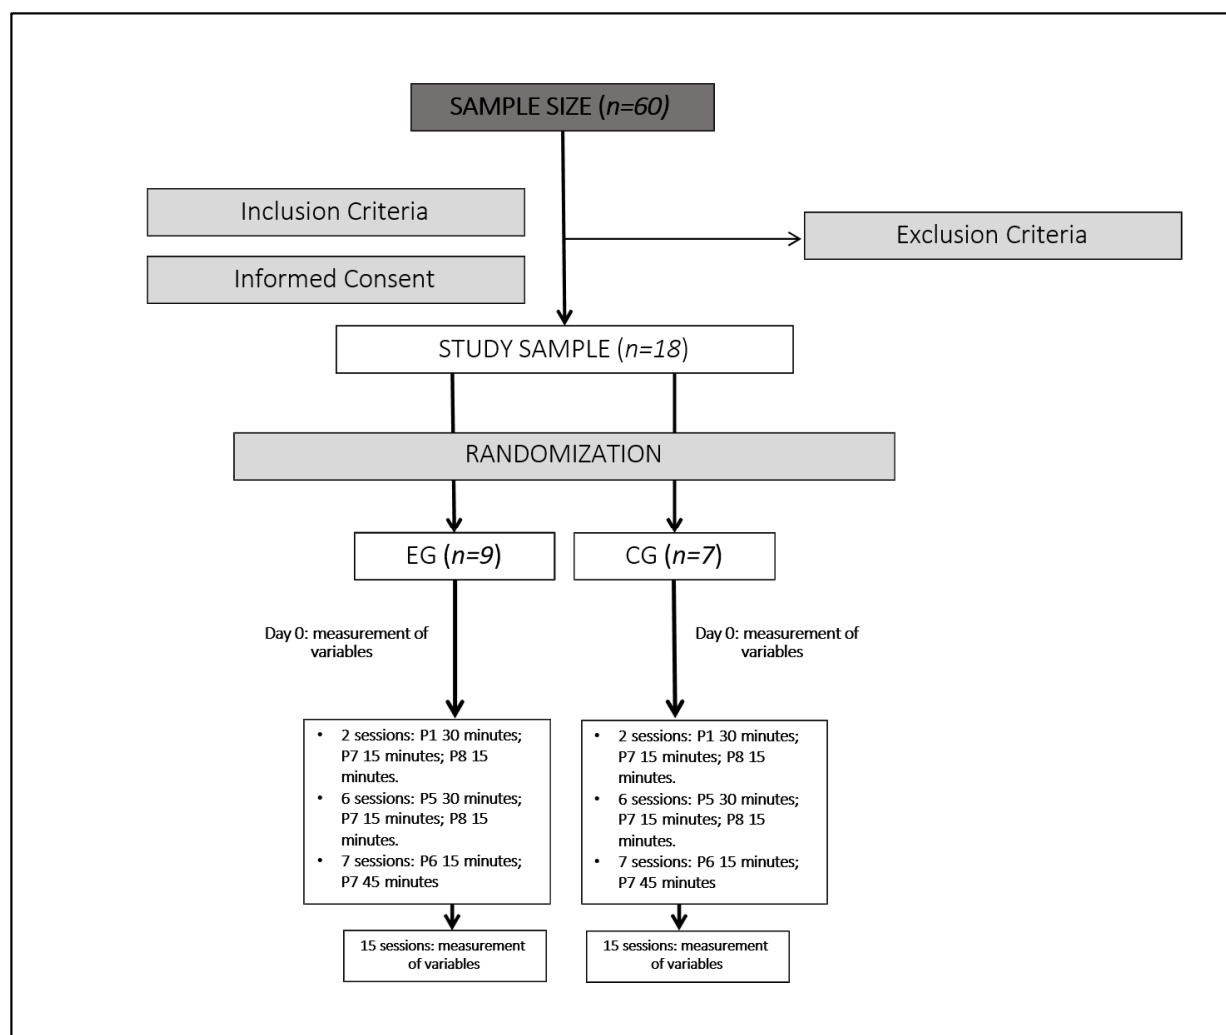 SAMPLE SIZE (n=60)
Inclusion Criteria
Exclusion Criteria
Informed Consent
STUDY SAMPLE (n=18)
RANDOMIZATION
EG (n=9)
CG (n=7)
Day 0: measurement of
variables
Day 0: measurement of
variables
• 2 sessions: P1 30 minutes;
P7 15 minutes; P8 15
minutes.
• 6 sessions: P5 30 minutes;
P7 15 minutes; P8 15
minutes.
• 7 sessions: P6 15 minutes;
P7 45 minutes
• 2 sessions: P1 30 minutes;
P7 15 minutes; P8 15
minutes.
• 6 sessions: P5 30 minutes;
P7 15 minutes; P8 15
minutes.
• 7 sessions: P6 15 minutes;
P7 45 minutes
15 sessions: measurement
of variables
15 sessions: measurement
of variables